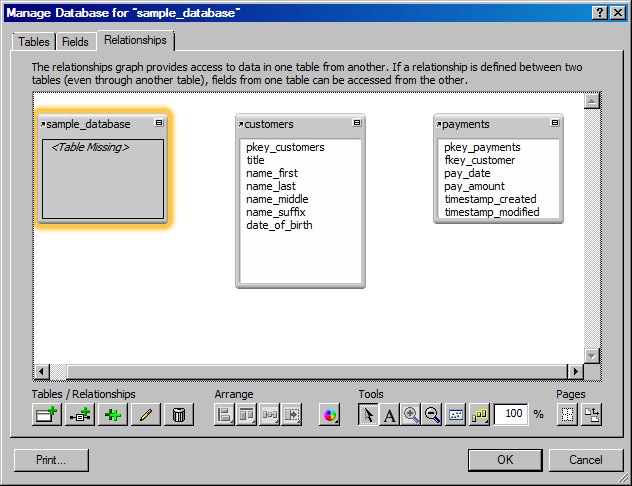 Manage Database for "sample_database"
Tables
Fields
Relationships
The relationships graph provides access to data in one table from another. If a relationship is defined between two
tables (even through another table), fields from one table can be accessed from the other.
sample_database
<Table Missing>
customers
pkey_customers
title
name_first
name_last
name_middle
name_suffix
date_of_birth
payments
pkey_payments
fkey_customer
pay_date
pay_amount
timestamp_created
timestamp_modified
Tables / Relationships
Arrange
Tools
Pages
A
100
%
Print...
OK
Cancel